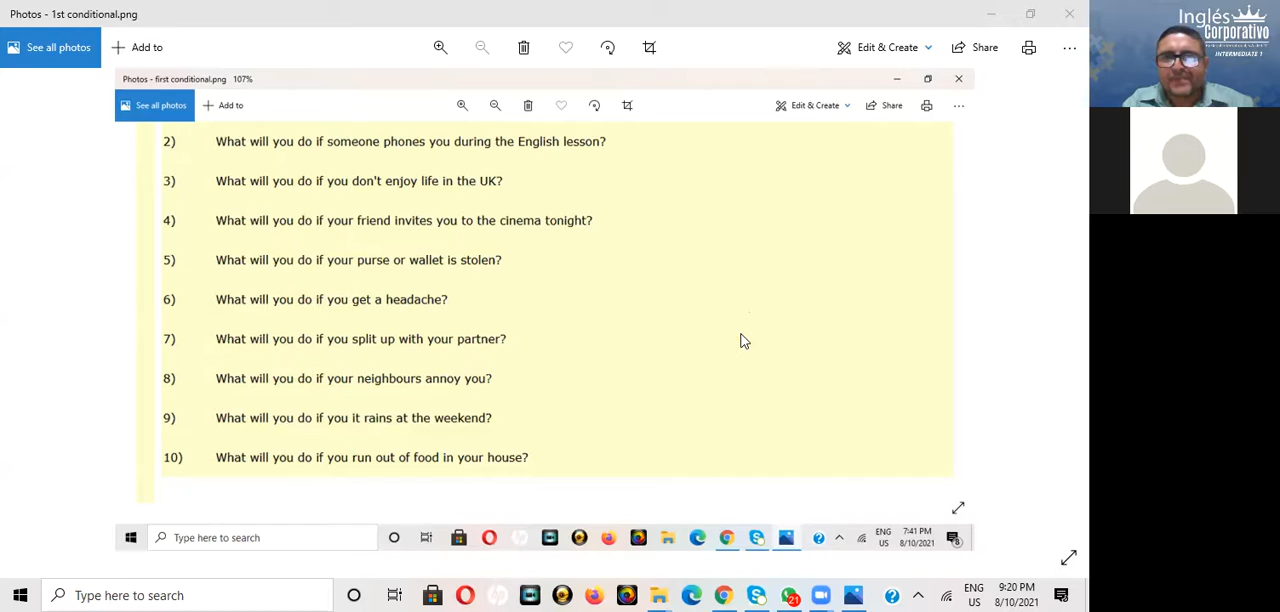 Photos - 1st conditional.png
See all photos
Add to
Edit & Create
Share
Photos - first conditional.png 107%
See all photos
Add to
Edit & Create
Share
2) What will you do if someone phones you during the English lesson?
3) What will you do if you don't enjoy life in the UK?
4) What will you do if your friend invites you to the cinema tonight?
5) What will you do if your purse or wallet is stolen?
6) What will you do if you get a headache?
7) What will you do if you split up with your partner?
8) What will you do if your neighbours annoy you?
9) What will you do if you it rains at the weekend?
10) What will you do if you run out of food in your house?
Type here to search
ENG
US
7:41 PM
8/10/2021
8
Type here to search
21
ENG
US
9:20 PM
8/10/2021
Inglés
Corporativo
INTERMEDIATE 1